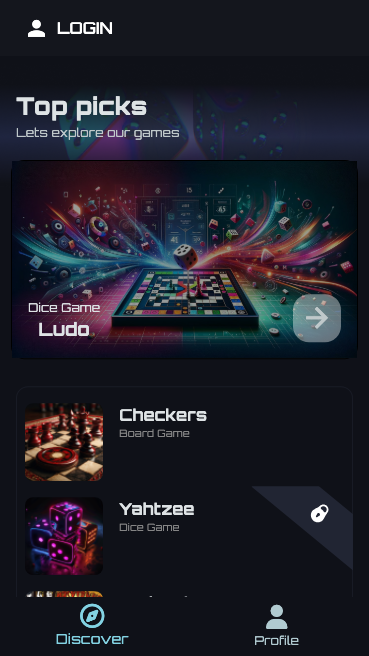 LOGIN
Top picks
Lets explore our games
Dice Game
Ludo
Checkers
Board Game
Yahtzee
Dice Game
Discover
Profile